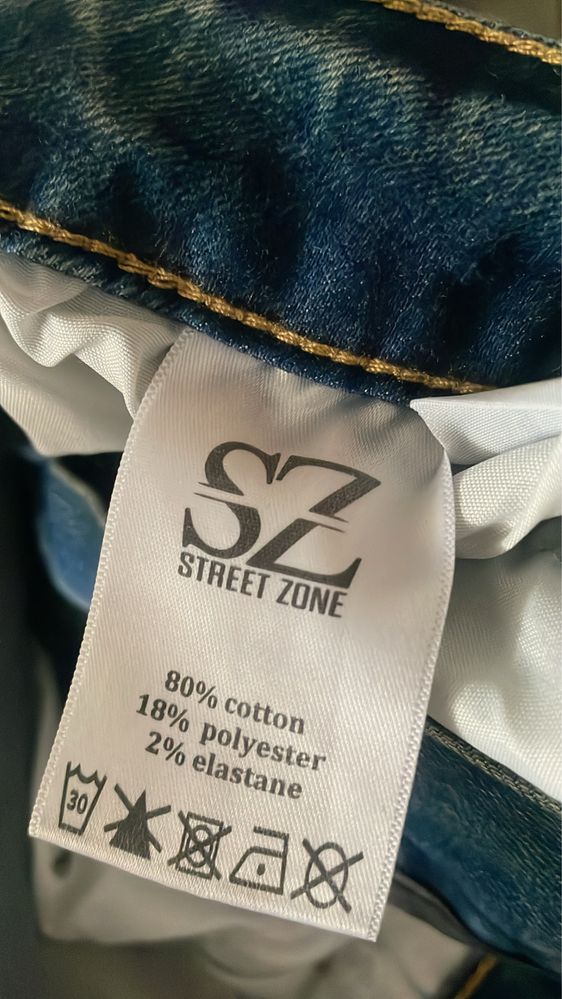 SZ
STREET ZONE
80% cotton
18% polyester
2% elastane
30